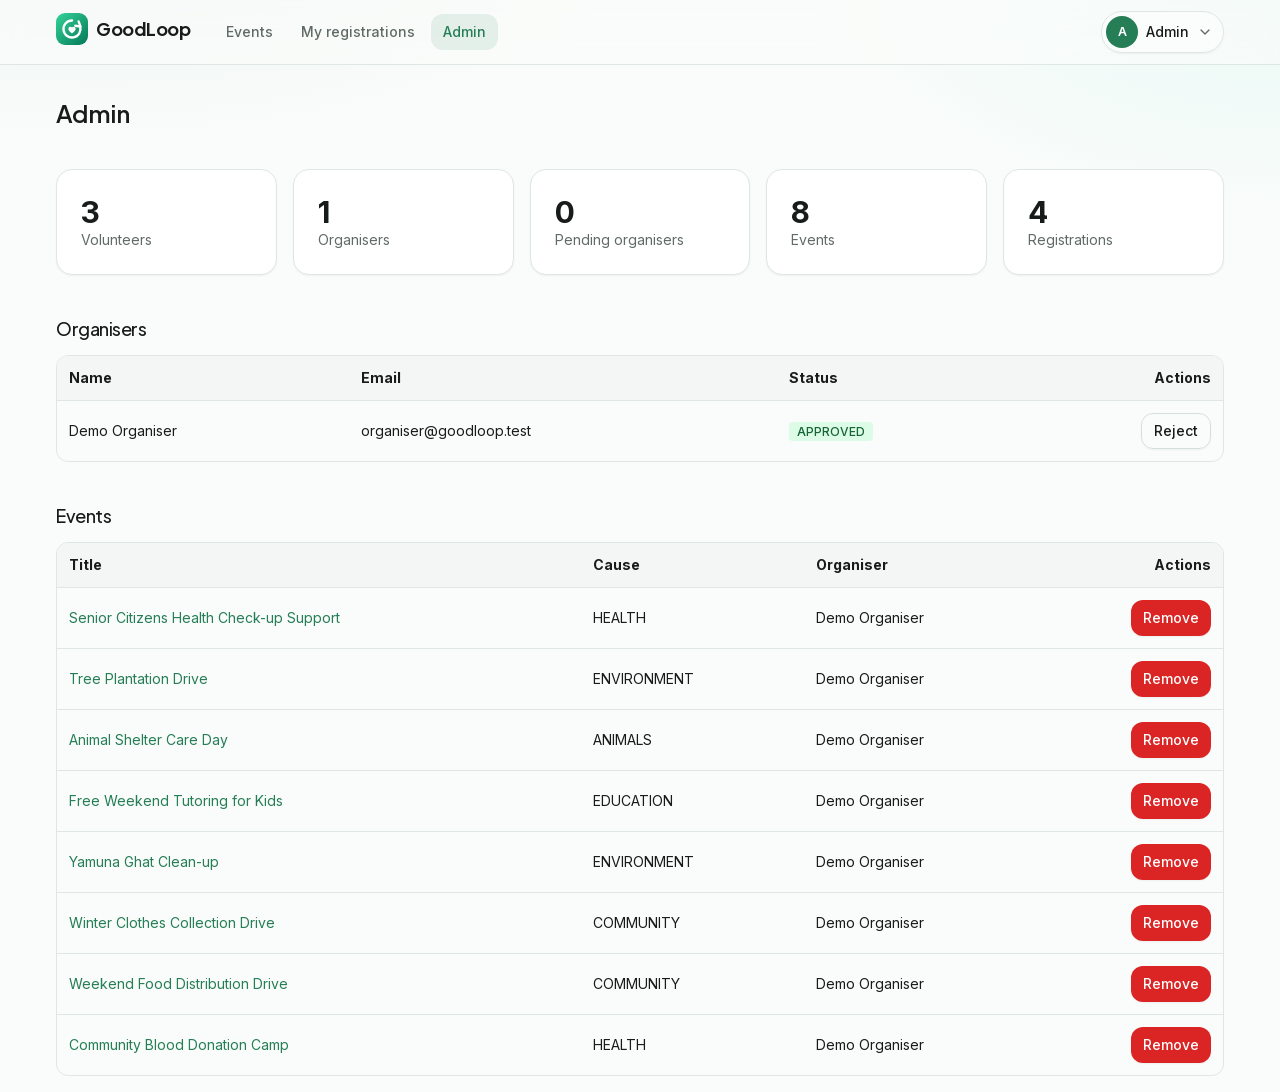 GoodLoop Events My registrations Admin A Admin
Admin
3 1 0 8 4
Volunteers Organisers Pending organisers Events Registrations
Organisers
Name Email Status Actions
Demo Organiser organiser@goodloop.test APPROVED Reject
Events
Title Cause Organiser Actions
Senior Citizens Health Check-up Support HEALTH Demo Organiser Remove
Tree Plantation Drive ENVIRONMENT Demo Organiser Remove
Animal Shelter Care Day ANIMALS Demo Organiser Remove
Free Weekend Tutoring for Kids EDUCATION Demo Organiser Remove
Yamuna Ghat Clean-up ENVIRONMENT Demo Organiser Remove
Winter Clothes Collection Drive COMMUNITY Demo Organiser Remove
Weekend Food Distribution Drive COMMUNITY Demo Organiser Remove
Community Blood Donation Camp HEALTH Demo Organiser Remove